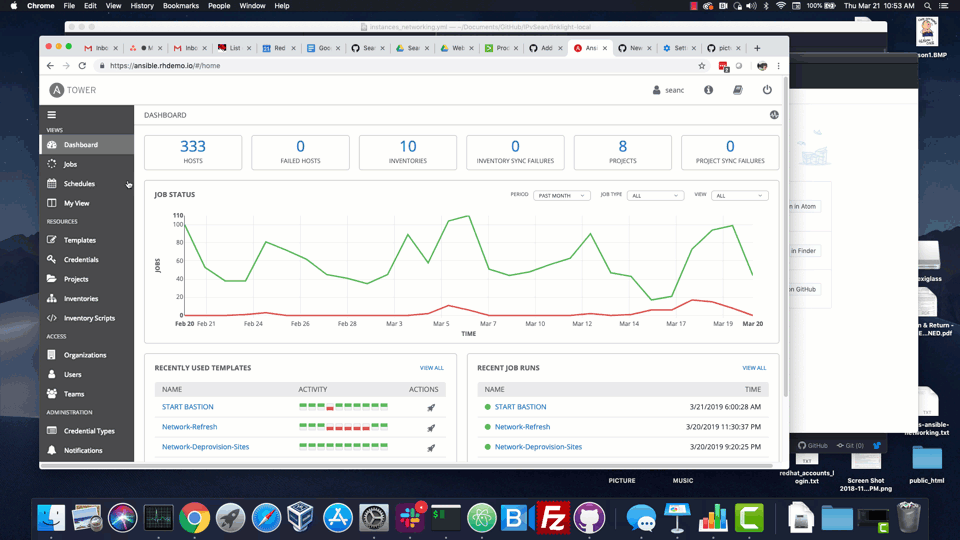 Chrome File Edit View History Bookmarks People Window Help
100% Thu Mar 21 10:53 AM
instances_networking.yml — ~/Documents/GitHub/IPvSean/linklight-local
Inbox
M
Inbox
List
Red
Goo
Sea
Sea
Web
Pro
Add
Ans
Nev
Sett
pict
https://ansible.rhdemo.io/#/home
TOWER
seanc
VIEWS
Dashboard
Jobs
Schedules
My View
RESOURCES
Templates
Credentials
Projects
Inventories
Inventory Scripts
ACCESS
Organizations
Users
Teams
ADMINISTRATION
Credential Types
Notifications
DASHBOARD
333
HOSTS
0
FAILED HOSTS
10
INVENTORIES
0
INVENTORY SYNC FAILURES
8
PROJECTS
0
PROJECT SYNC FAILURES
JOB STATUS
PERIOD PAST MONTH JOB TYPE ALL VIEW ALL
110
100
80
60
40
20
0
JOBS
Feb 20 Feb 21 Feb 24 Feb 26 Feb 28 Mar 3 Mar 5 Mar 7 Mar 10 Mar 12 Mar 14 Mar 17 Mar 19 Mar 20
TIME
RECENTLY USED TEMPLATES VIEW ALL
NAME ACTIVITY ACTIONS
START BASTION
Network-Refresh
Network-Deprovision-Sites
RECENT JOB RUNS VIEW ALL
NAME TIME
START BASTION 3/21/2019 6:00:28 AM
Network-Refresh 3/20/2019 11:30:37 PM
Network-Deprovision-Sites 3/20/2019 9:20:25 PM
n in Atom
in Finder
on GitHub
GitHub Git (0)
son1.BMP
exiglass
n & Return -
NED.pdf
s-ansible-
networking.txt
TXT
redhat_accounts_l
ogin.txt
Screen Shot
2018-11...PM.png
public_html
PICTURE
MUSIC